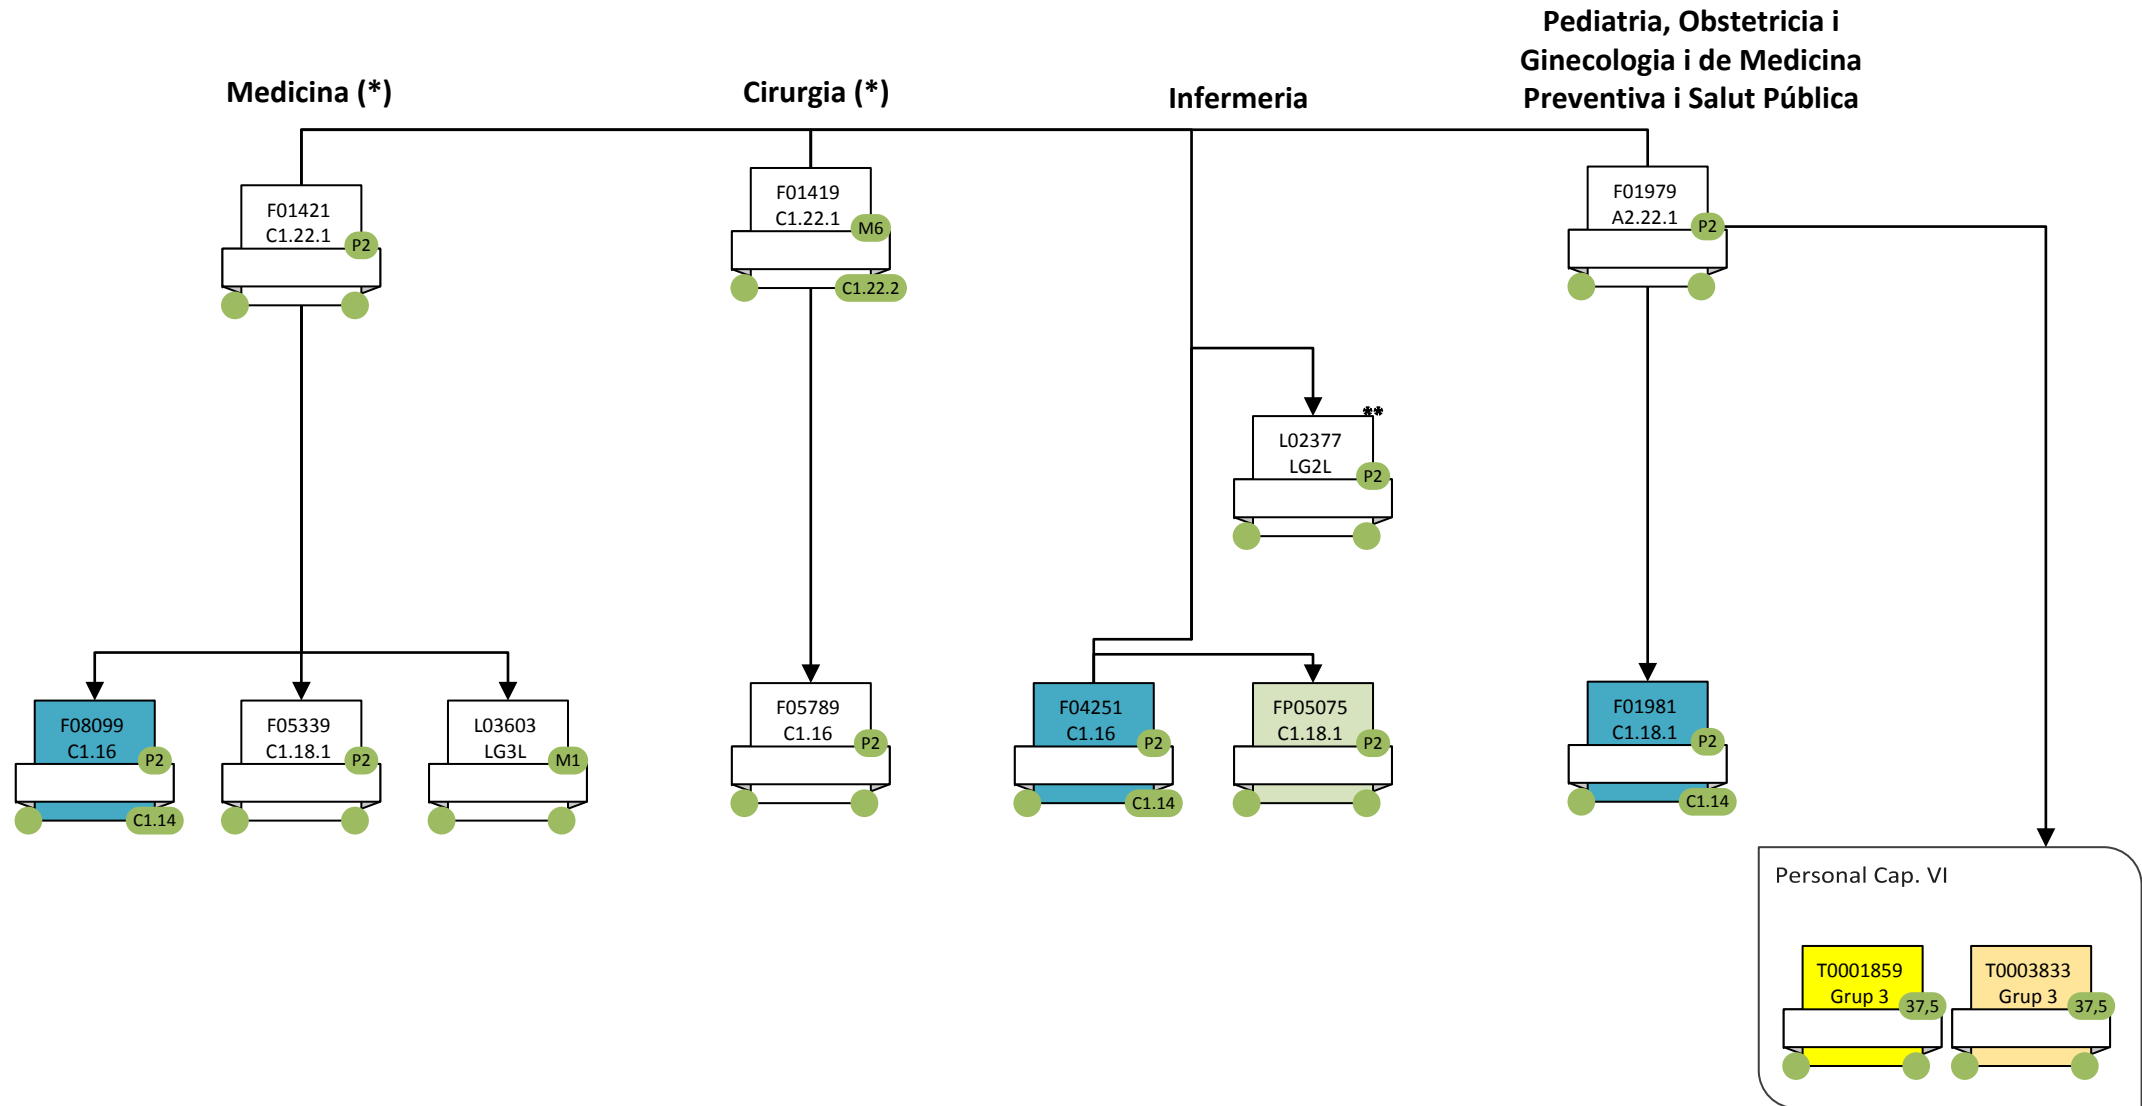 Pediatria, Obstetricia i
Ginecologia i de Medicina
Preventiva i Salut Pública
Medicina (*)
Cirurgia (*)
Infermeria
F01421
C1.22.1
P2
F01419
C1.22.1
M6
C1.22.2
F01979
A2.22.1
P2
**
L02377
LG2L
P2
F08099
C1.16
P2
C1.14
F05339
C1.18.1
P2
L03603
LG3L
M1
F05789
C1.16
P2
F04251
C1.16
P2
C1.14
FP05075
C1.18.1
P2
F01981
C1.18.1
P2
C1.14
Personal Cap. VI
T0001859
Grup 3
37,5
T0003833
Grup 3
37,5